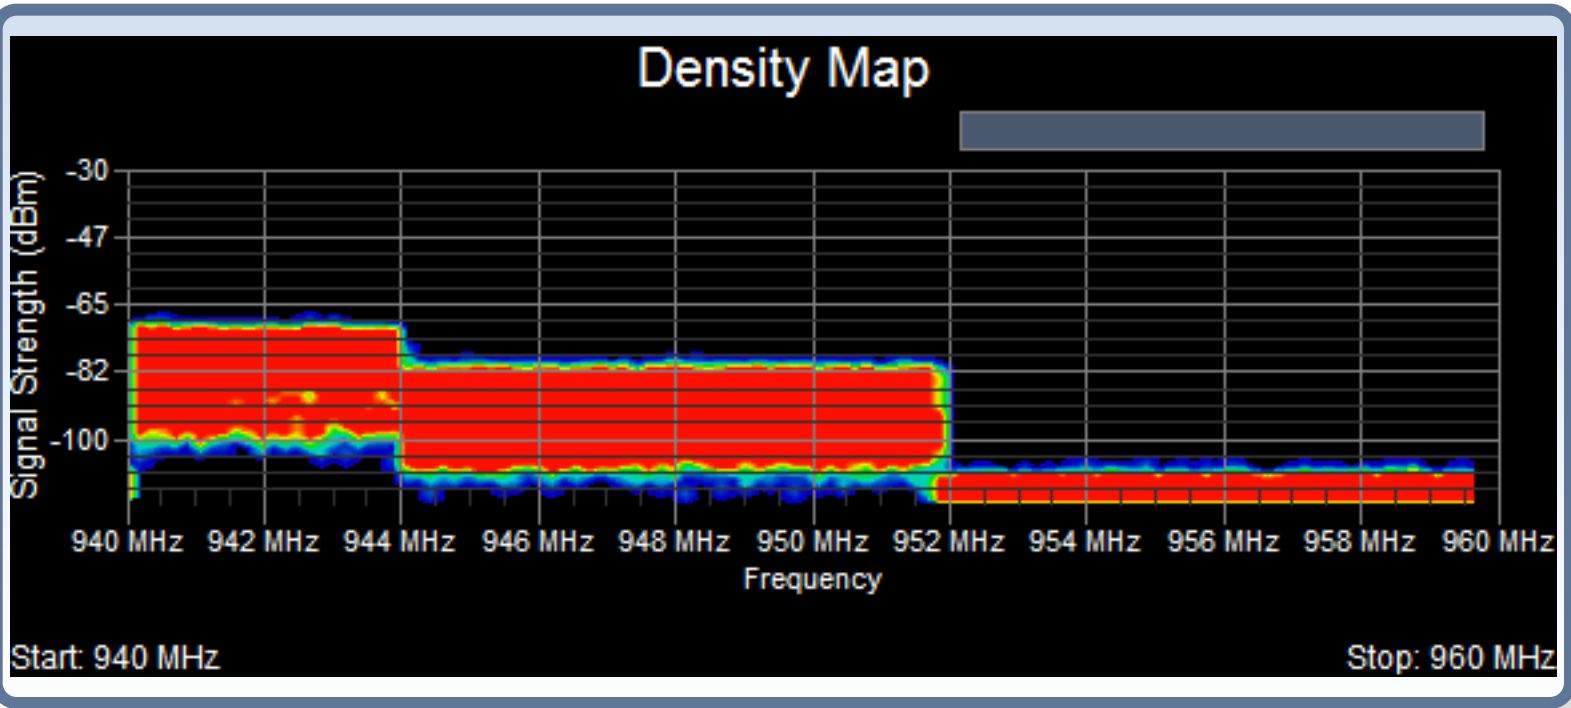 Density Map
-30
-47
-65
-82
-100
Signal Strength (dBm)
940 MHz 942 MHz 944 MHz 946 MHz 948 MHz 950 MHz 952 MHz 954 MHz 956 MHz 958 MHz 960 MHz
Frequency
Start: 940 MHz
Stop: 960 MHz